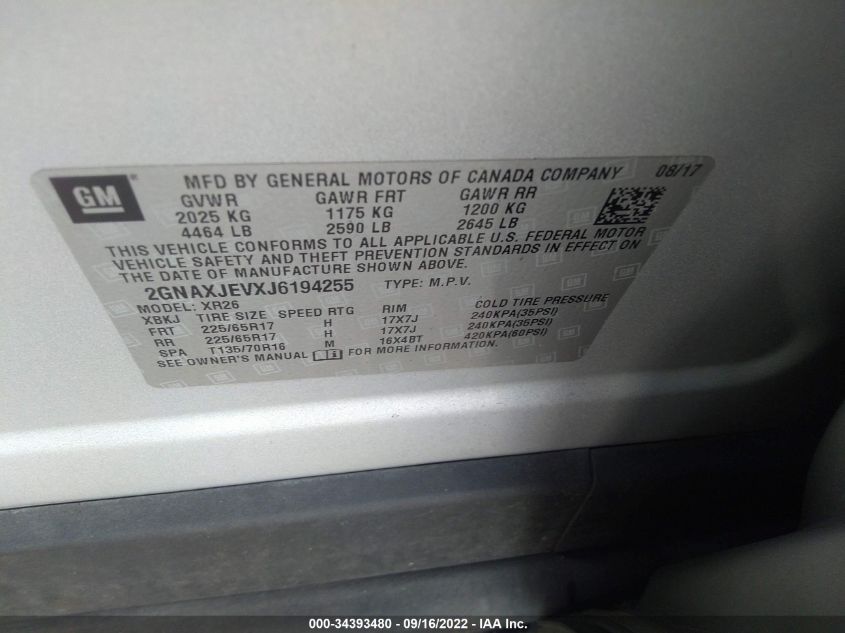 GM
MFD BY GENERAL MOTORS OF CANADA COMPANY 08/17
GVWR GAWR FRT GAWR RR
2025 KG 1175 KG 1200 KG
4464 LB 2590 LB 2645 LB
THIS VEHICLE CONFORMS TO ALL APPLICABLE U.S. FEDERAL MOTOR
VEHICLE SAFETY AND THEFT PREVENTION STANDARDS IN EFFECT ON
THE DATE OF MANUFACTURE SHOWN ABOVE.
2GNAXJEVXJ6194255 TYPE: M.P.V.
MODEL: XR26
XBKJ TIRE SIZE SPEED RTG RIM COLD TIRE PRESSURE
FRT 225/65R17 H 17X7J 240KPA(35PSI)
RR 225/65R17 H 17X7J 240KPA(35PSI)
SPA T135/70R16 M 16X4BT 420KPA(60PSI)
SEE OWNER'S MANUAL FOR MORE INFORMATION.
000-34393480 - 09/16/2022 - IAA Inc.